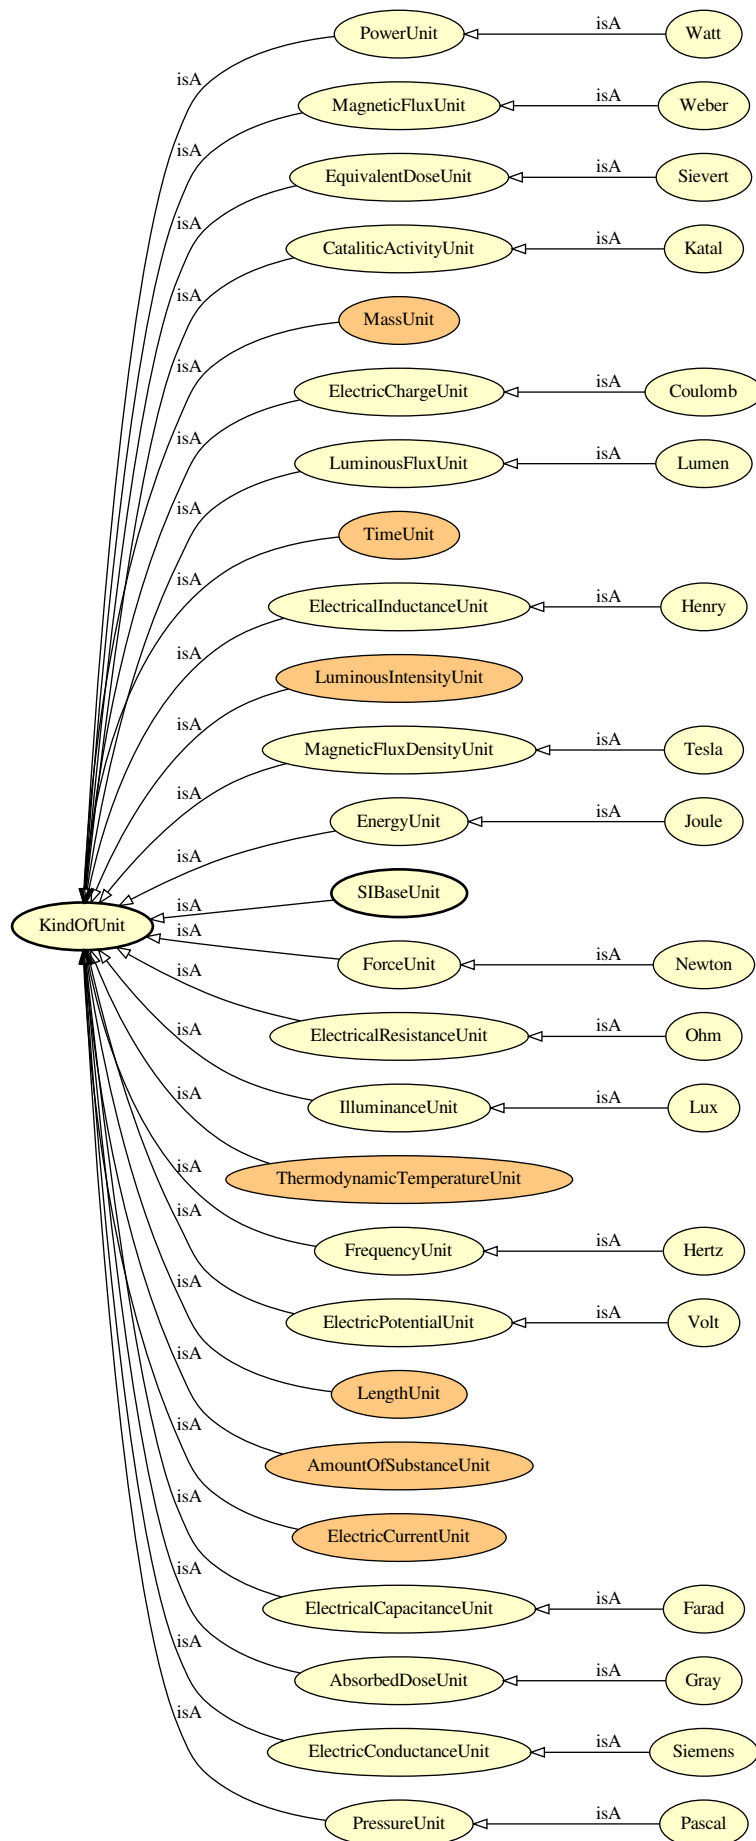 PowerUnit isA Watt
isA
MagneticFluxUnit isA Weber
isA
EquivalentDoseUnit isA Sievert
isA
CataliticActivityUnit isA Katal
isA
MassUnit
isA
ElectricChargeUnit isA Coulomb
isA
LuminousFluxUnit isA Lumen
isA
TimeUnit
isA
ElectricalInductanceUnit isA Henry
isA
LuminousIntensityUnit
isA
MagneticFluxDensityUnit isA Tesla
isA
EnergyUnit isA Joule
isA
SIBaseUnit
isA
KindOfUnit
isA
ForceUnit isA Newton
isA
ElectricalResistanceUnit isA Ohm
isA
IlluminanceUnit isA Lux
isA
ThermodynamicTemperatureUnit
isA
FrequencyUnit isA Hertz
isA
ElectricPotentialUnit isA Volt
isA
LengthUnit
isA
AmountOfSubstanceUnit
isA
ElectricCurrentUnit
isA
ElectricalCapacitanceUnit isA Farad
isA
AbsorbedDoseUnit isA Gray
isA
ElectricConductanceUnit isA Siemens
isA
PressureUnit isA Pascal